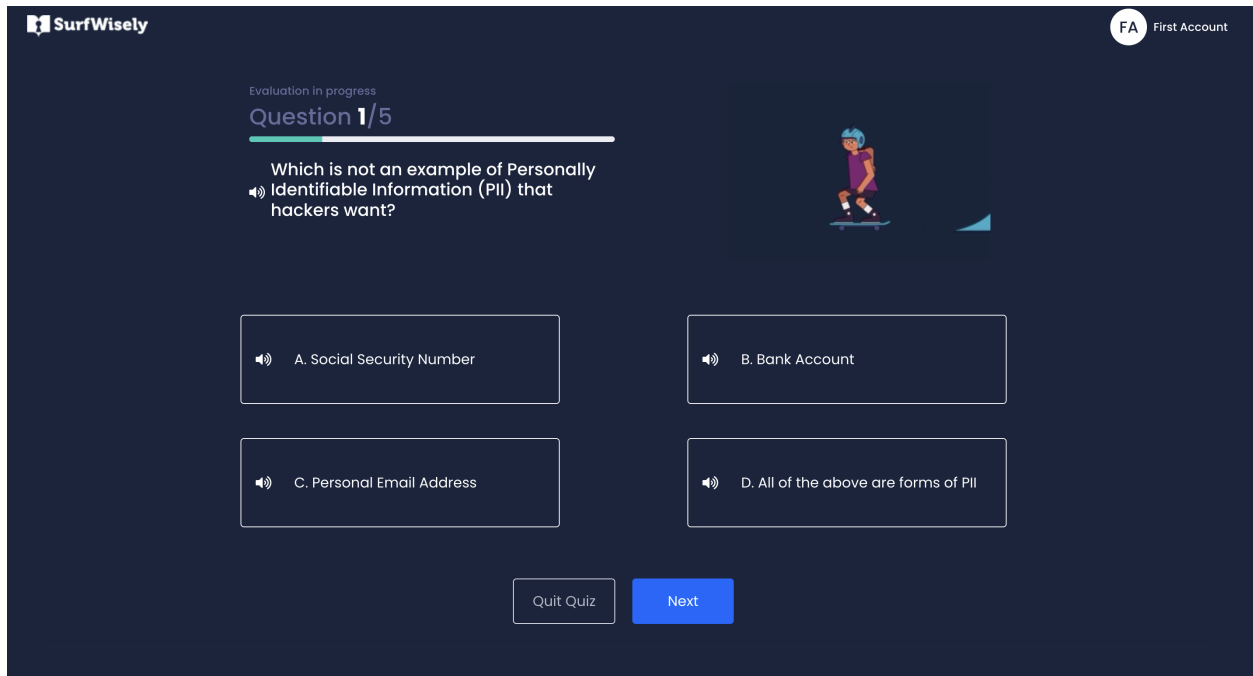 SurfWisely
FA First Account
Evaluation in progress
Question 1/5
Which is not an example of Personally
Identifiable Information (PII) that
hackers want?
A. Social Security Number
B. Bank Account
C. Personal Email Address
D. All of the above are forms of PII
Quit Quiz
Next